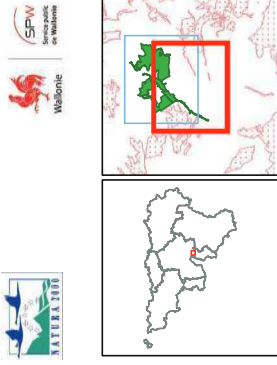 SPW
Service public
de Wallonie
Wallonie
NATURA 2000